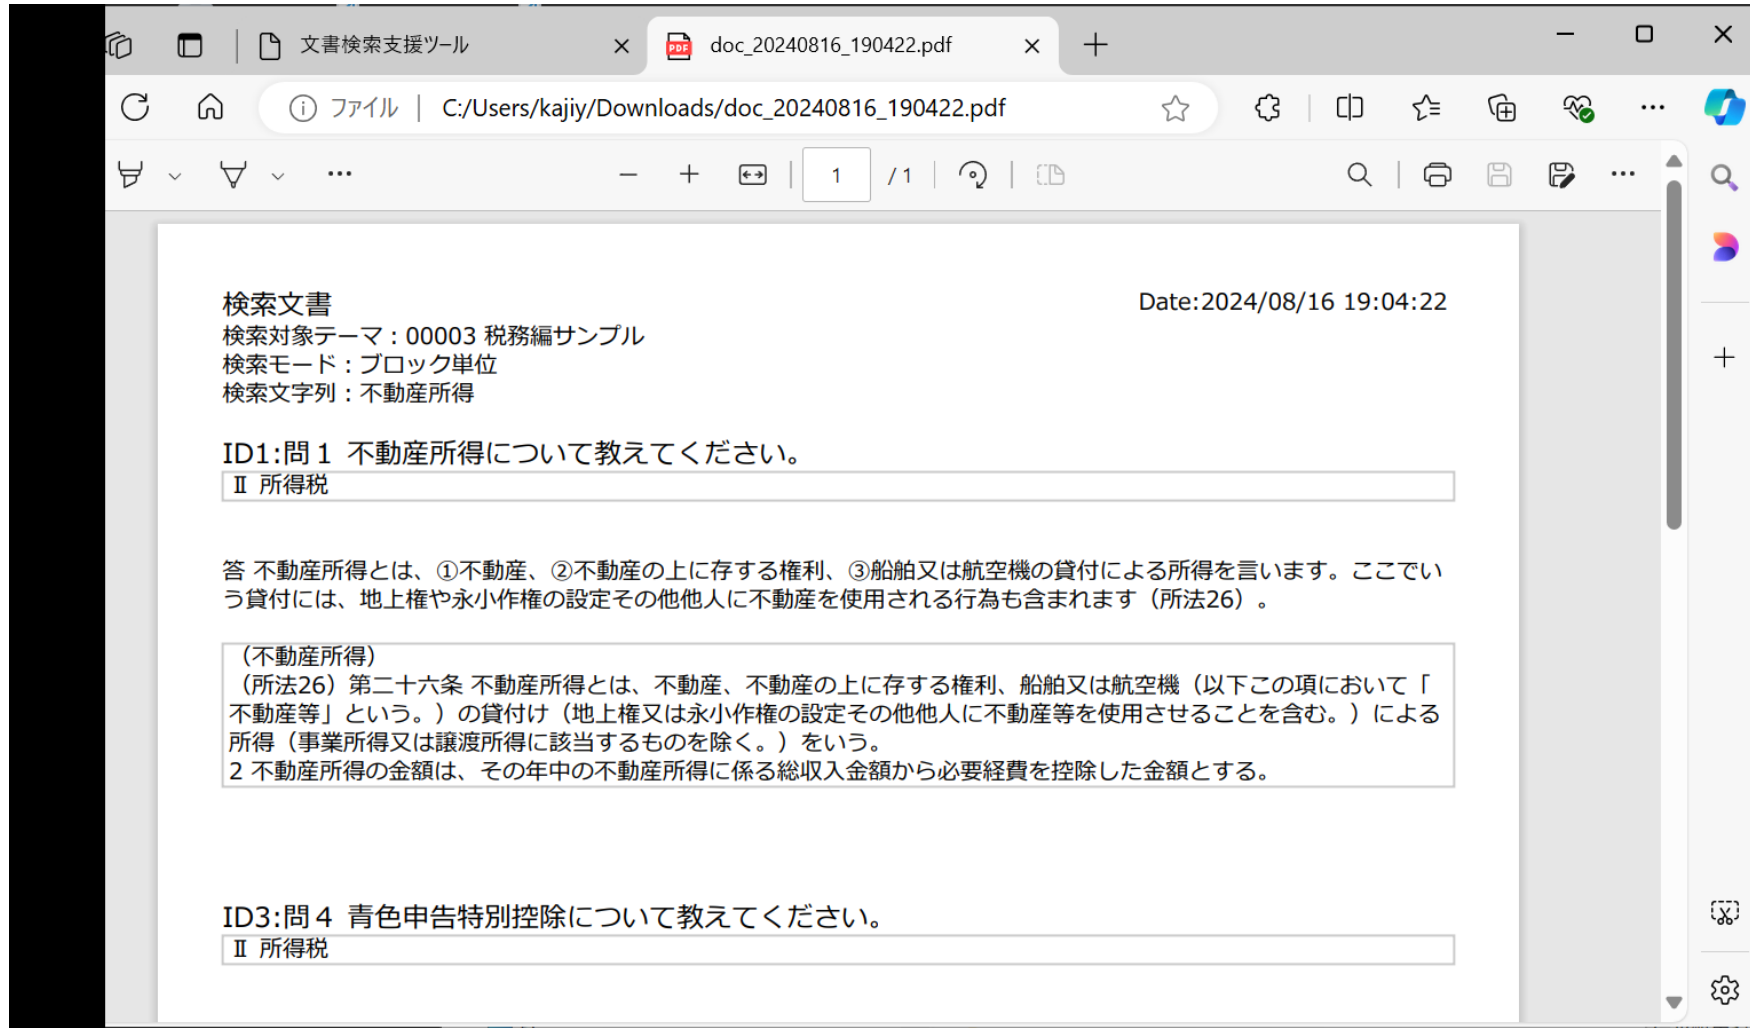 文書検索支援ツール
PDF
doc_20240816_190422.pdf
ファイル
C:/Users/kajiy/Downloads/doc_20240816_190422.pdf
1 / 1
検索文書
Date:2024/08/16 19:04:22
検索対象テーマ：00003 税務編サンプル
検索モード：ブロック単位
検索文字列：不動産所得
ID1:問１ 不動産所得について教えてください。
Ⅱ 所得税
答 不動産所得とは、①不動産、②不動産の上に存する権利、③船舶又は航空機の貸付による所得を言います。ここでい
う貸付には、地上権や永小作権の設定その他他人に不動産を使用される行為も含まれます（所法26）。
（不動産所得）
（所法26）第二十六条 不動産所得とは、不動産、不動産の上に存する権利、船舶又は航空機（以下この項において「
不動産等」という。）の貸付け（地上権又は永小作権の設定その他他人に不動産等を使用させることを含む。）による
所得（事業所得又は譲渡所得に該当するものを除く。）をいう。
2 不動産所得の金額は、その年中の不動産所得に係る総収入金額から必要経費を控除した金額とする。
ID3:問４ 青色申告特別控除について教えてください。
Ⅱ 所得税